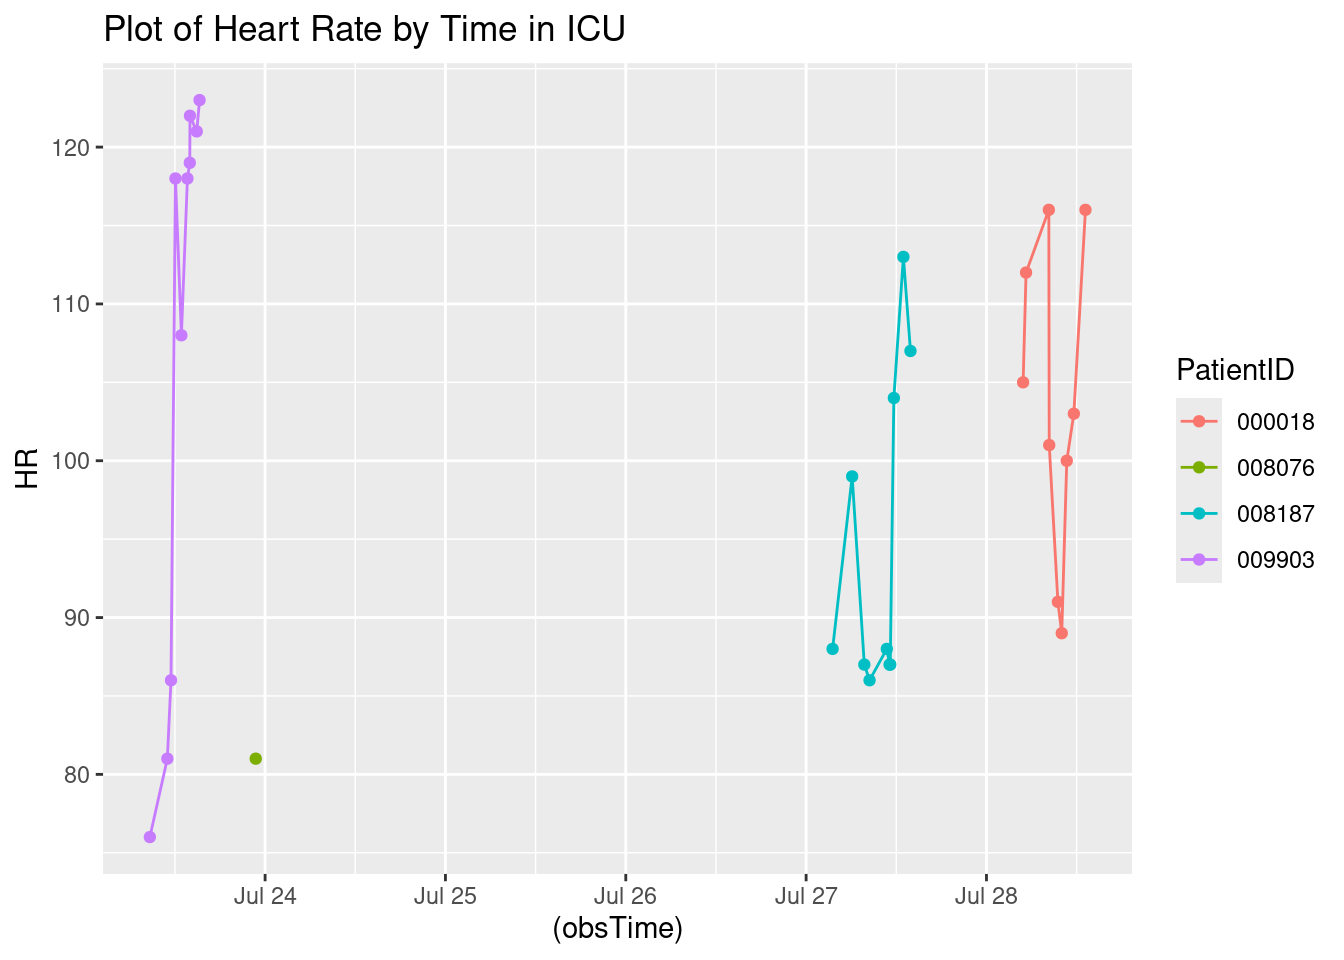 Plot of Heart Rate by Time in ICU
120
110
100
90
80
HR
Jul 24
Jul 25
Jul 26
Jul 27
Jul 28
(obsTime)
PatientID
000018
008076
008187
009903